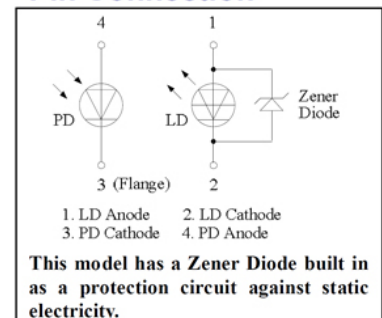 4 1
PD LD Zener
Diode
3 (Flange) 2
1. LD Anode 2. LD Cathode
3. PD Cathode 4. PD Anode
This model has a Zener Diode built in
as a protection circuit against static
electricity.